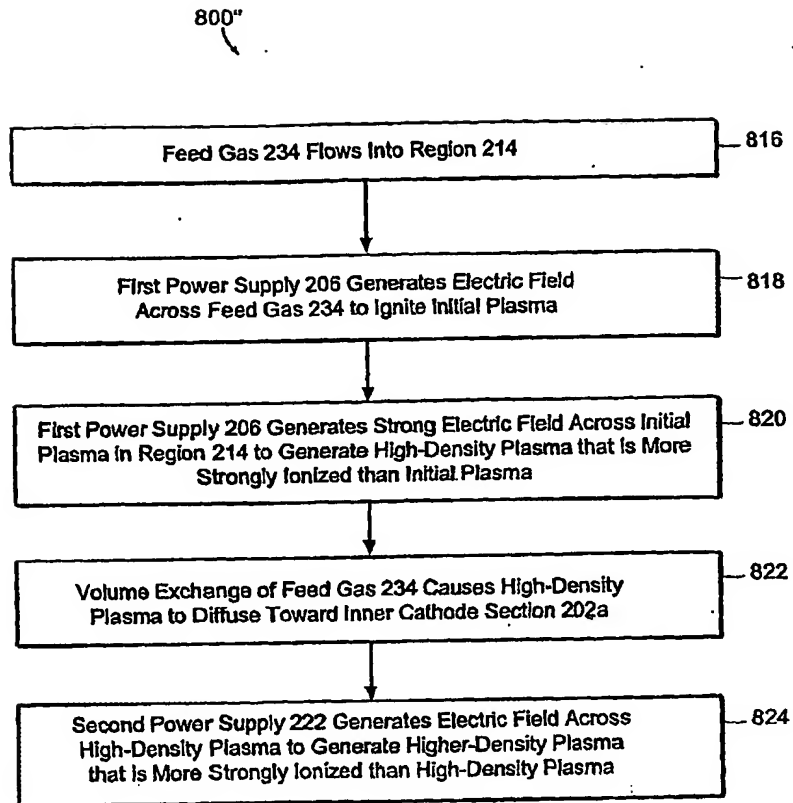 800"
Feed Gas 234 Flows Into Region 214
816
First Power Supply 206 Generates Electric Field
Across Feed Gas 234 to Ignite Initial Plasma
818
First Power Supply 206 Generates Strong Electric Field Across Initial
Plasma in Region 214 to Generate High-Density Plasma that is More
Strongly Ionized than Initial Plasma
820
Volume Exchange of Feed Gas 234 Causes High-Density
Plasma to Diffuse Toward Inner Cathode Section 202a
822
Second Power Supply 222 Generates Electric Field Across
High-Density Plasma to Generate Higher-Density Plasma
that is More Strongly Ionized than High-Density Plasma
824